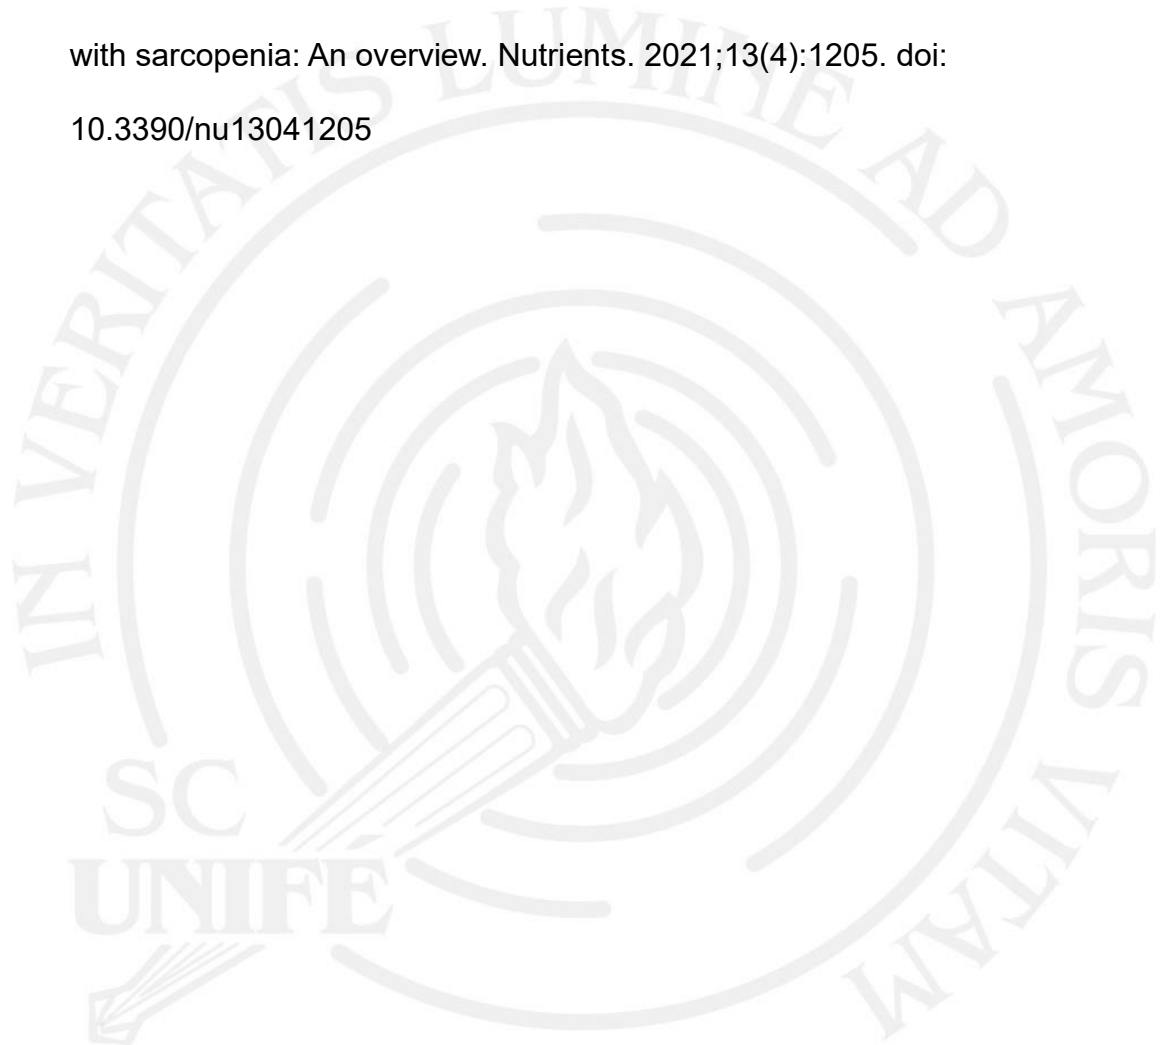 with sarcopenia: An overview. Nutrients. 2021;13(4):1205. doi:
10.3390/nu13041205
IN VERITATIS LUMINE AD AMORIS VITAM
SC
UNIFE